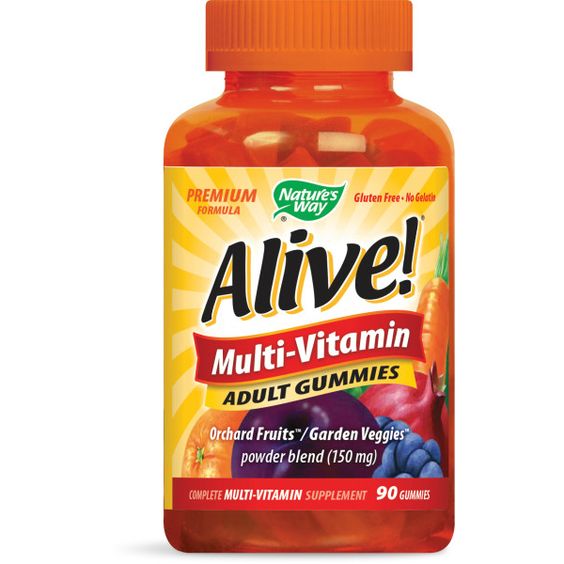 PREMIUM
FORMULA
Nature's
Way®
Gluten Free • No Gelatin
Alive!®
Multi-Vitamin
ADULT GUMMIES
Orchard Fruits™/Garden Veggies™
powder blend (150 mg)
COMPLETE MULTI-VITAMIN SUPPLEMENT 90 GUMMIES